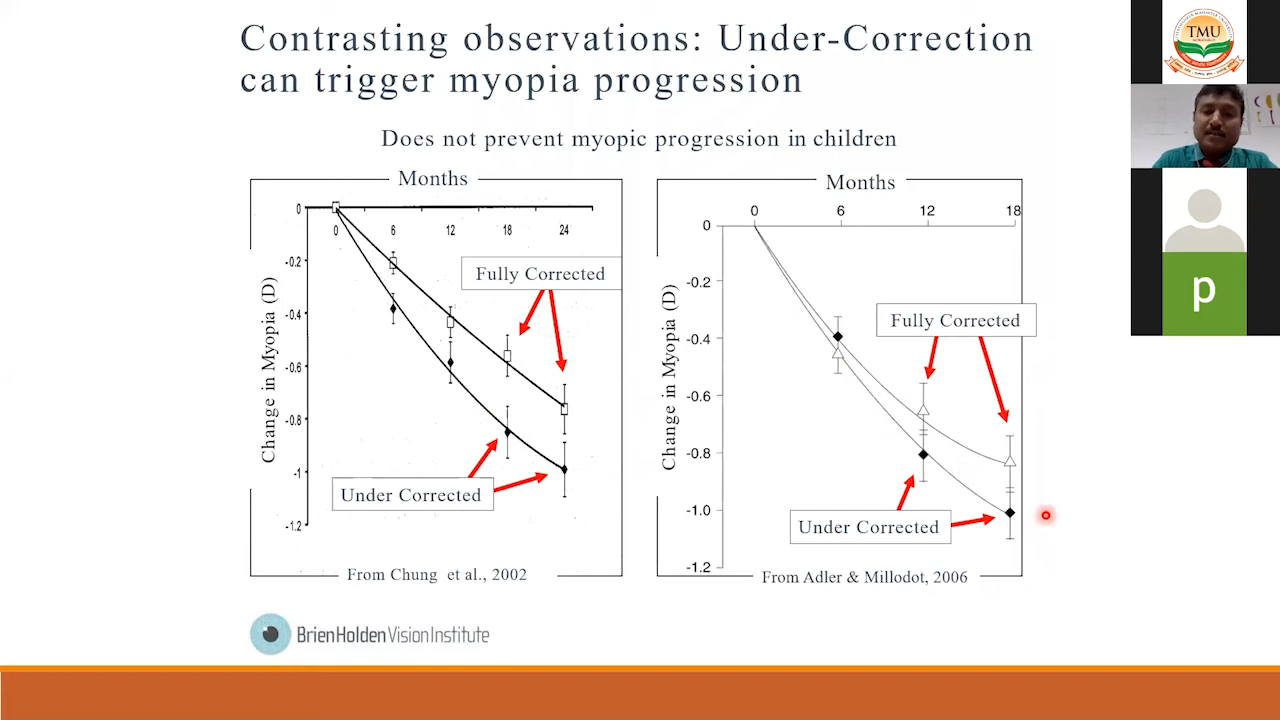 Contrasting observations: Under-Correction
can trigger myopia progression
Does not prevent myopic progression in children
Months
0
0 6 12 18 24
-0.2
-0.4
-0.6
-0.8
-1
-1.2
Change in Myopia (D)
Fully Corrected
Under Corrected
From Chung et al., 2002
Months
0 6 12 18
0
-0.2
-0.4
-0.6
-0.8
-1.0
-1.2
Change in Myopia (D)
Fully Corrected
Under Corrected
From Adler & Millodot, 2006
BrienHoldenVisionInstitute
TMU
p